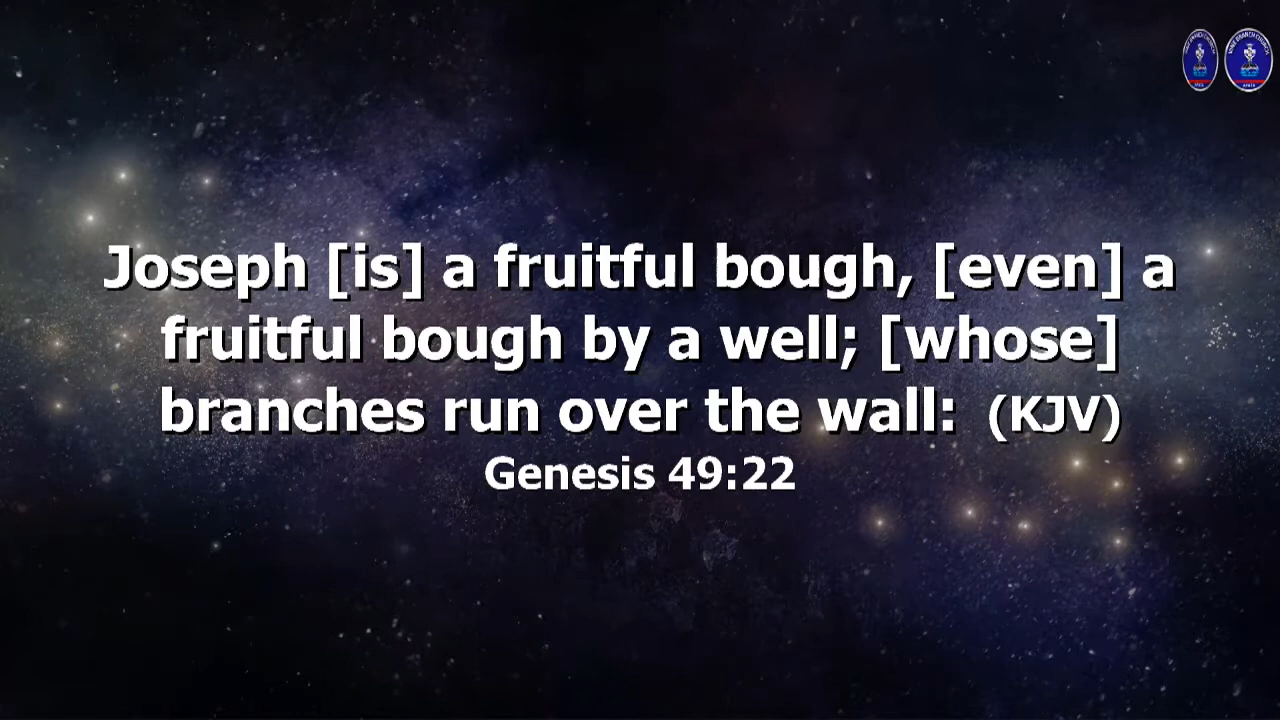 Joseph [is] a fruitful bough, [even] a
fruitful bough by a well; [whose]
branches run over the wall: (KJV)
Genesis 49:22